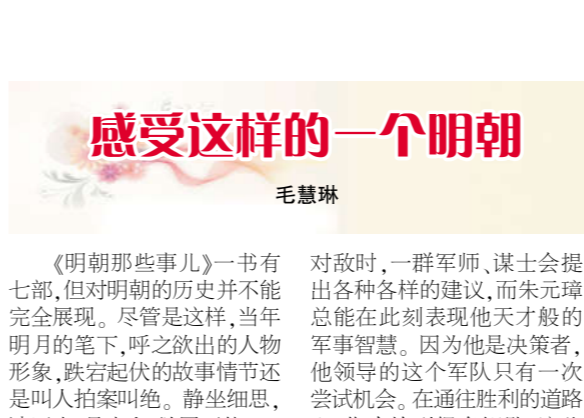 感受这样的一个明朝
毛慧琳
《明朝那些事儿》一书有
七部,但对明朝的历史并不能
完全展现。尽管是这样,当年
明月的笔下,呼之欲出的人物
形象,跌宕起伏的故事情节还
是叫人拍案叫绝。静坐细思,
对敌时,一群军师、谋士会提
出各种各样的建议,而朱元璋
总能在此刻表现他天才般的
军事智慧。因为他是决策者,
他领导的这个军队只有一次
尝试机会。在通往胜利的道路